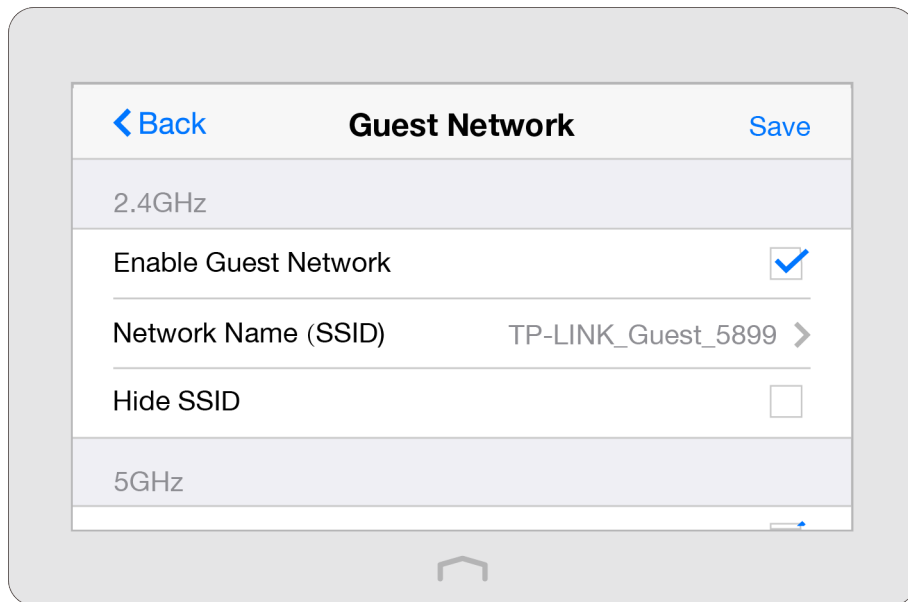 Back Guest Network Save
2.4GHz
Enable Guest Network
Network Name (SSID) TP-LINK_Guest_5899
Hide SSID
5GHz